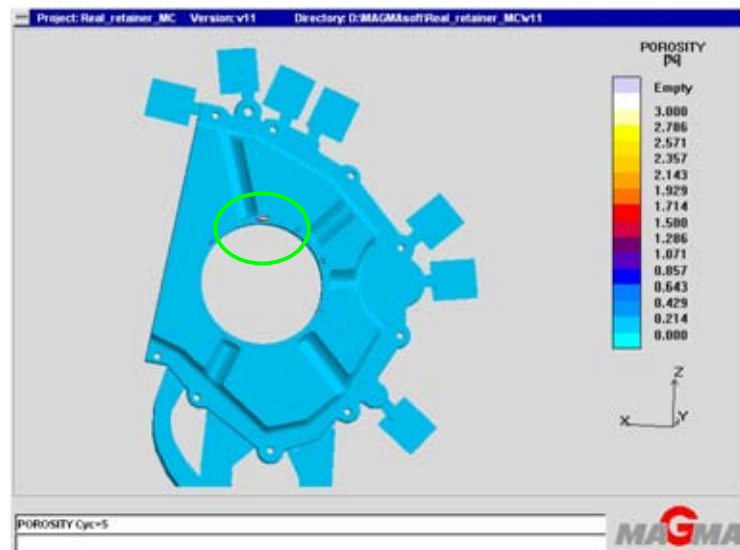 Project: Real_retainer_MC Version: v11 Directory: D:\MAGMAsoft\Real_retainer_MC\v11
POROSITY
[%]
Empty
3.000
2.786
2.571
2.357
2.143
1.929
1.714
1.500
1.286
1.071
0.857
0.643
0.429
0.214
0.000
Z
X
Y
POROSITY Cyc=5
MAGMA